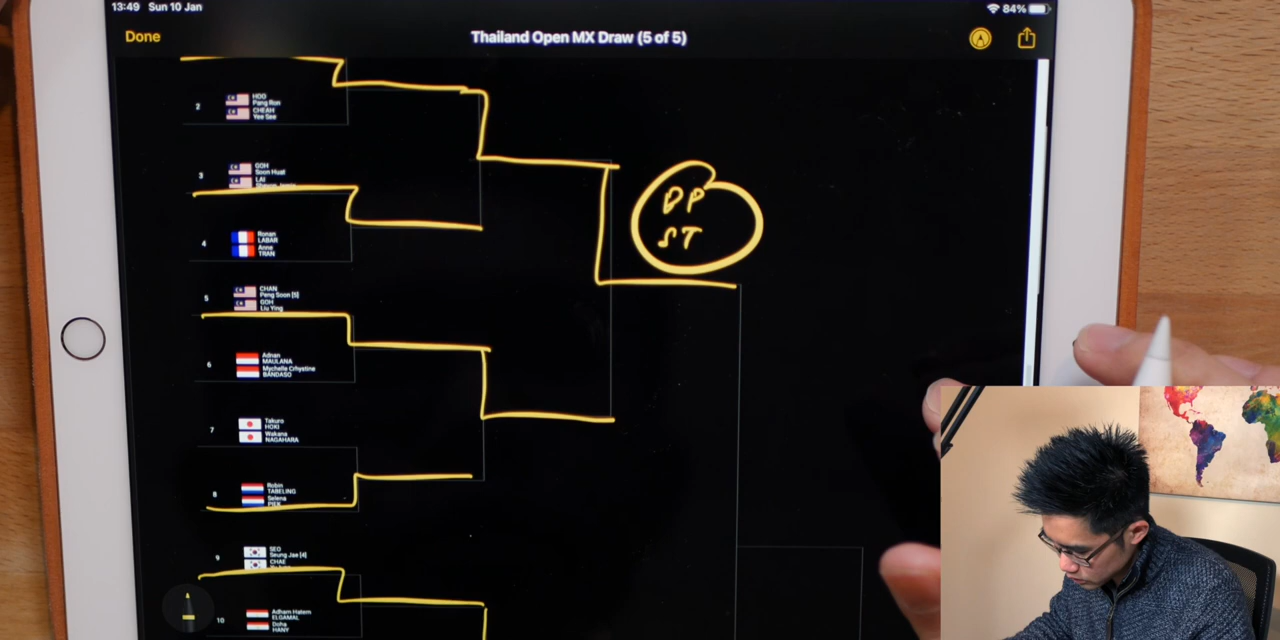 13:49 Sun 10 Jan
84%
Done
Thailand Open MX Draw (5 of 5)
2
HOO
Pang Ron
CHEAH
Yee See
3
GOH
Soon Huat
LAI
4
Ronan
LABAR
Anne
TRAN
5
CHAN
Peng Soon [5]
GOH
Liu Ying
6
Adnan
MAULANA
Mychelle Crhystine
BANDASO
7
Takuro
HOKI
Wakana
NAGAHARA
8
Robin
TABELING
Selena
PIEK
9
SEO
Seung Jae [4]
CHAE
10
Adham Hatem
ELGAMAL
Doha
HANY
DP
ST